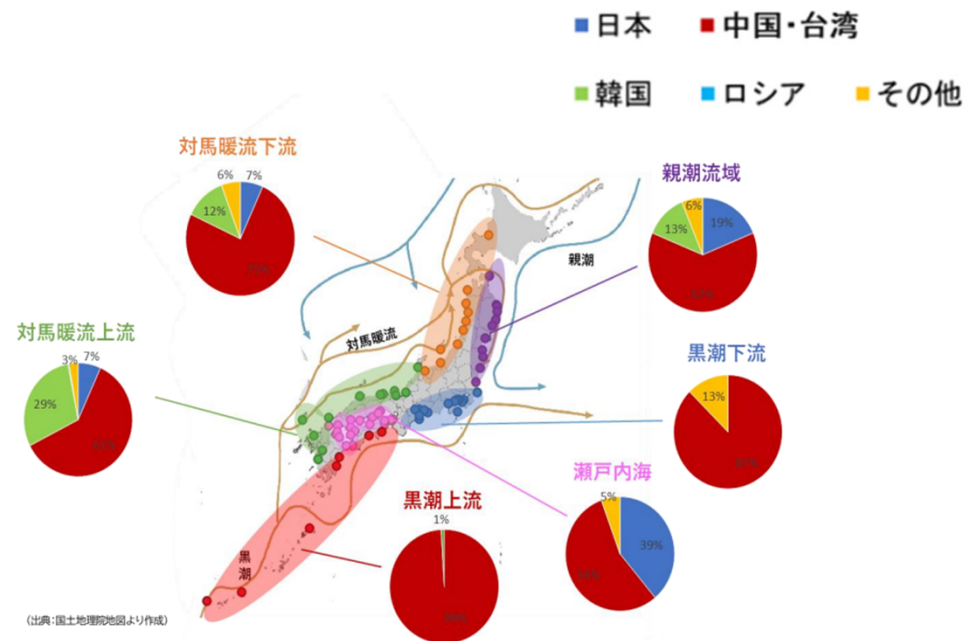 日本 中国・台湾
韓国 ロシア その他
対馬暖流下流
6% 7%
12%
75%
親潮流域
6% 19%
13%
親潮
対馬暖流
対馬暖流上流
3% 7%
29%
黒潮下流
13%
瀬戸内海
5%
39%
黒潮上流
1%
黒潮
（出典：国土地理院地図より作成）